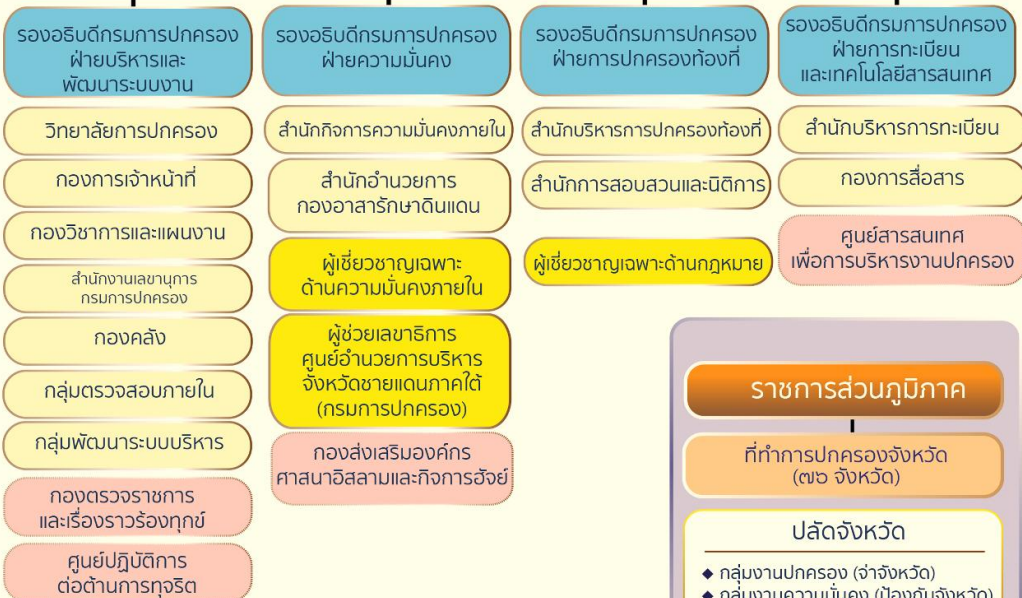 รองอธิบดีกรมการปกครอง
ฝ่ายบริหารและ
พัฒนาระบบงาน
วิทยาลัยการปกครอง
กองการเจ้าหน้าที่
กองวิชาการและแผนงาน
สำนักงานเลขานุการ
กรมการปกครอง
กองคลัง
กลุ่มตรวจสอบภายใน
กลุ่มพัฒนาระบบบริหาร
กองตรวจราชการ
และเรื่องราวร้องทุกข์
ศูนย์ปฏิบัติการ
ต่อต้านการทุจริต
รองอธิบดีกรมการปกครอง
ฝ่ายความมั่นคง
สำนักกิจการความมั่นคงภายใน
สำนักอำนวยการ
กองอาสารักษาดินแดน
ผู้เชี่ยวชาญเฉพาะ
ด้านความมั่นคงภายใน
ผู้ช่วยเลขาธิการ
ศูนย์อำนวยการบริหาร
จังหวัดชายแดนภาคใต้
(กรมการปกครอง)
กองส่งเสริมองค์กร
ศาสนาอิสลามและกิจการฮัจย์
รองอธิบดีกรมการปกครอง
ฝ่ายการปกครองท้องที่
สำนักบริหารการปกครองท้องที่
สำนักการสอบสวนและนิติการ
ผู้เชี่ยวชาญเฉพาะด้านกฎหมาย
รองอธิบดีกรมการปกครอง
ฝ่ายการทะเบียน
และเทคโนโลยีสารสนเทศ
สำนักบริหารการทะเบียน
กองการสื่อสาร
ศูนย์สารสนเทศ
เพื่อการบริหารงานปกครอง
ราชการส่วนภูมิภาค
ที่ทำการปกครองจังหวัด
(๗๖ จังหวัด)
ปลัดจังหวัด
◆ กลุ่มงานปกครอง (จ่าจังหวัด)
◆ กลุ่มงานความมั่นคง (ป้องกันจังหวัด)